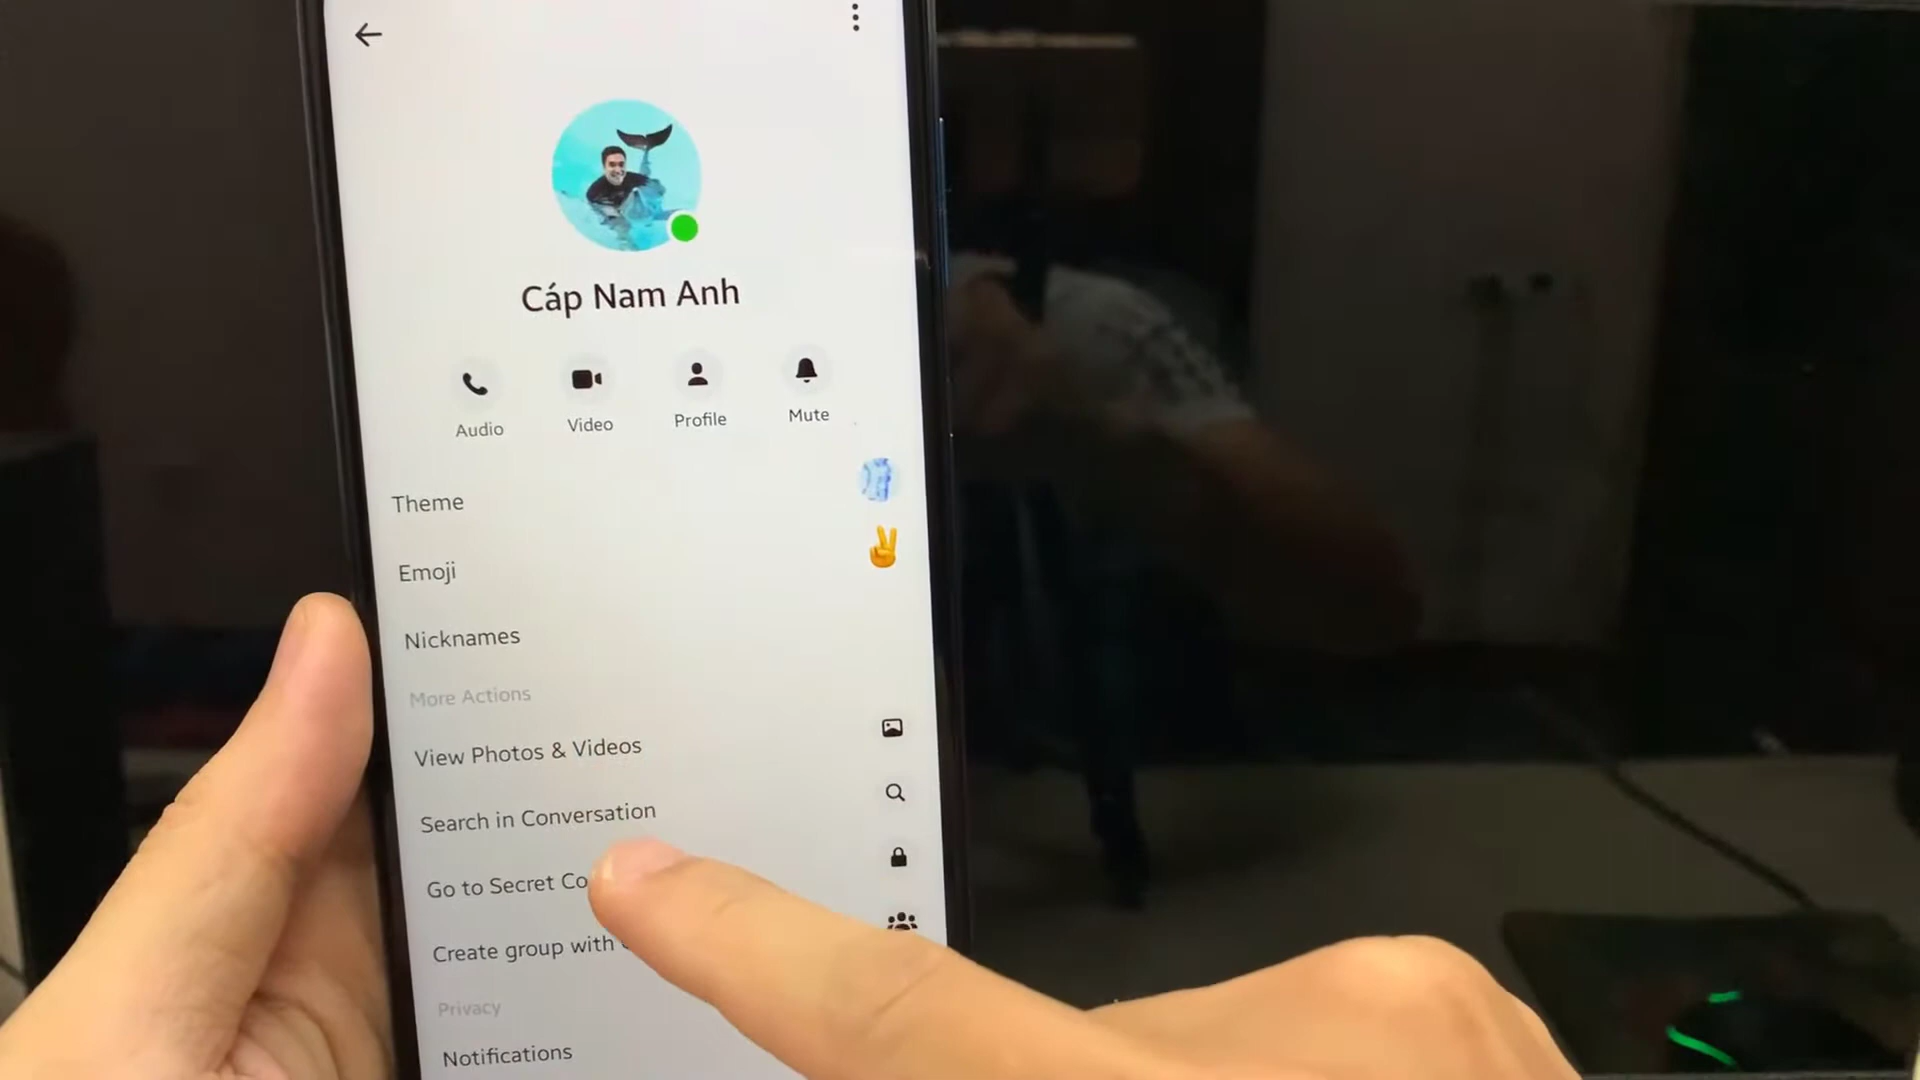 Cáp Nam Anh
Audio Video Profile Mute
Theme
Emoji
Nicknames
More Actions
View Photos & Videos
Search in Conversation
Go to Secret
Create group with
Privacy
Notifications